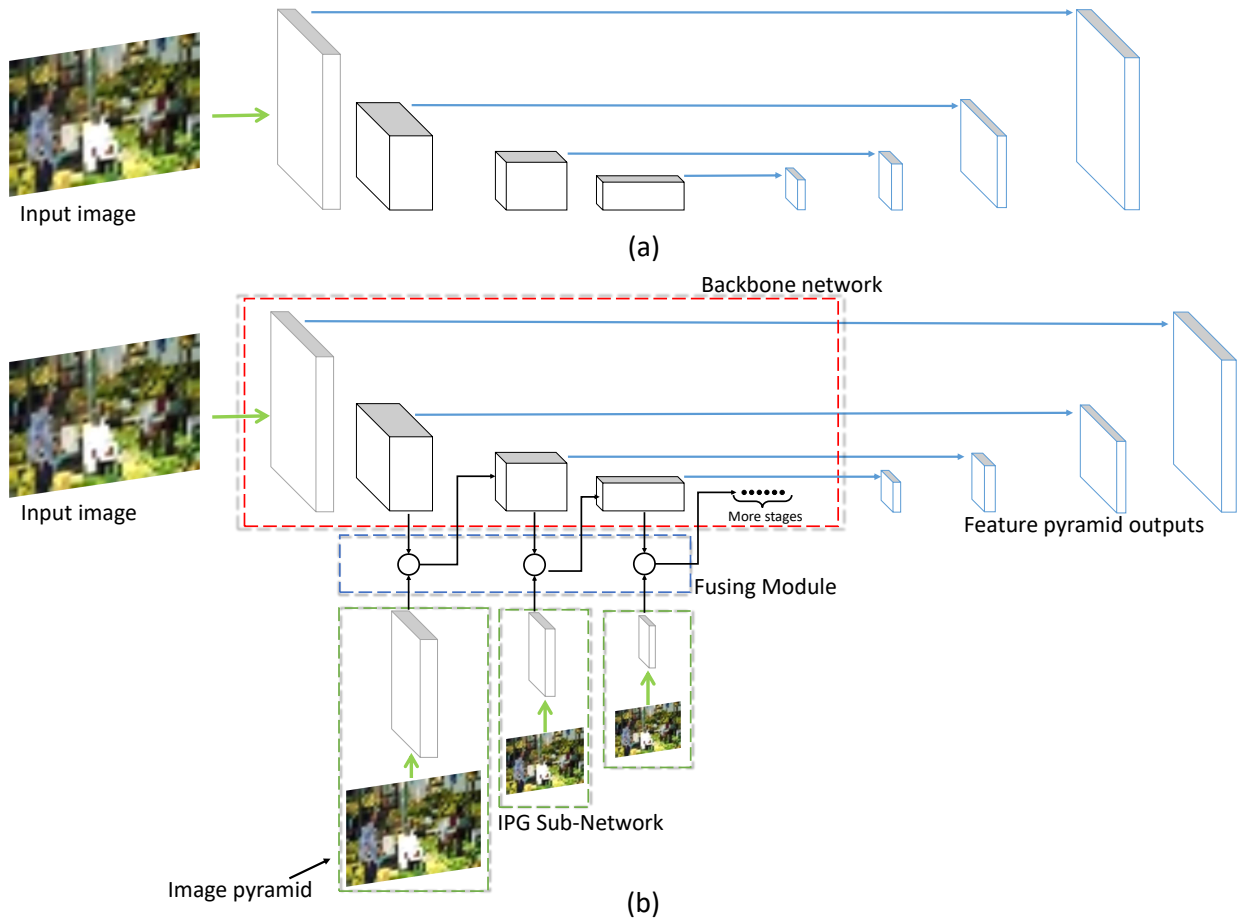 Input image
(a)
Backbone network
Input image
More stages
Feature pyramid outputs
Fusing Module
IPG Sub-Network
Image pyramid
(b)